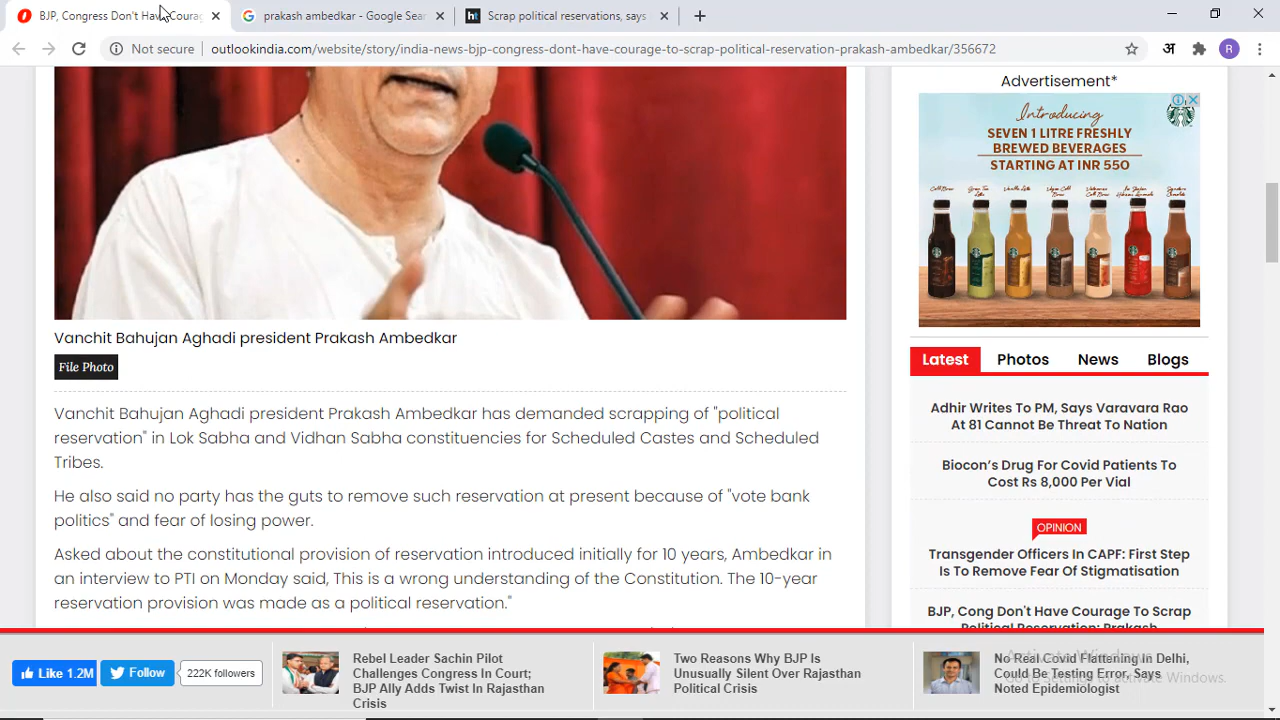 BJP, Congress Don't Have Courag
prakash ambedkar - Google Sear
Scrap political reservations, says
Not secure
outlookindia.com/website/story/india-news-bjp-congress-dont-have-courage-to-scrap-political-reservation-prakash-ambedkar/356672
अ
R
Advertisement*
Introducing
SEVEN 1 LITRE FRESHLY
BREWED BEVERAGES
STARTING AT INR 550
Vanchit Bahujan Aghadi president Prakash Ambedkar
File Photo
Vanchit Bahujan Aghadi president Prakash Ambedkar has demanded scrapping of "political
reservation" in Lok Sabha and Vidhan Sabha constituencies for Scheduled Castes and Scheduled
Tribes.
He also said no party has the guts to remove such reservation at present because of "vote bank
politics" and fear of losing power.
Asked about the constitutional provision of reservation introduced initially for 10 years, Ambedkar in
an interview to PTI on Monday said, This is a wrong understanding of the Constitution. The 10-year
reservation provision was made as a political reservation."
Latest
Photos
News
Blogs
Adhir Writes To PM, Says Varavara Rao
At 81 Cannot Be Threat To Nation
Biocon's Drug For Covid Patients To
Cost Rs 8,000 Per Vial
OPINION
Transgender Officers In CAPF: First Step
Is To Remove Fear Of Stigmatisation
BJP, Cong Don't Have Courage To Scrap
Political Reservation: Prakash
Like 1.2M
Follow
222K followers
Rebel Leader Sachin Pilot
Challenges Congress In Court;
BJP Ally Adds Twist In Rajasthan
Crisis
Two Reasons Why BJP Is
Unusually Silent Over Rajasthan
Political Crisis
No Real Covid Flattening In Delhi,
Could Be Testing Error, Says
Noted Epidemiologist
Activate Windows
Go to Settings to activate Windows.